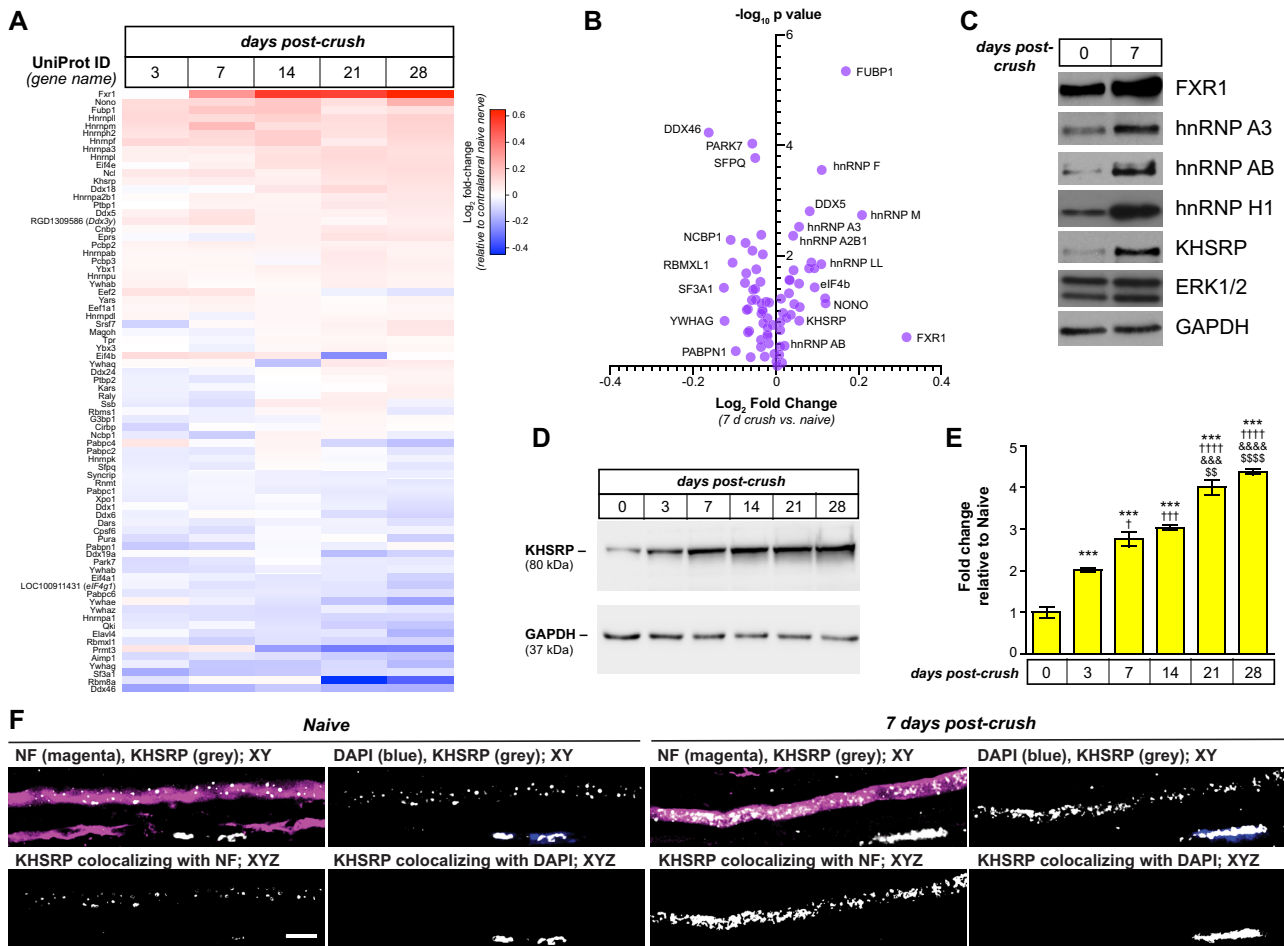 A
days post-crush
UniProt ID
(gene name)
3 7 14 21 28
Fxr1
Nono
Fubp1
Hnrnpll
Hnrnpm
Hnrnph2
Hnrnpf
Hnrnpa3
Hnrnpl
Eif4e
Ncl
Khsrp
Ddx18
Hnrnpa2b1
Ptbp1
Ddx5
RGD1309586 (Ddx3y)
Cnbp
Eprs
Pcbp2
Hnrnpab
Pcbp3
Ybx1
Hnrnpu
Ywhab
Eef2
Yars
Eef1a1
Hnrnpdl
Srsf7
Magoh
Tpr
Ybx3
Eif4b
Ywhaq
Ddx24
Ptbp2
Kars
Raly
Ssb
Rbms1
G3bp1
Cirbp
Ncbp1
Pabpc4
Pabpc2
Hnrnpk
Sfpq
Syncrip
Rnmt
Pabpc1
Xpo1
Ddx1
Ddx6
Dars
Cpsf6
Pura
Pabpn1
Ddx19a
Park7
Ywhab
Eif4a1
LOC100911431 (eIF4g1)
Pabpc6
Ywhae
Ywhaz
Hnrnpa1
Qki
Elavl4
Rbmxl1
Prmt3
Aimp1
Ywhag
Sf3a1
Rbm8a
Ddx46
0.6
0.4
0.2
0
-0.2
-0.4
Log2 fold-change
(relative to contralateral naive nerve)
B
-log10 p value
6
4
2
FUBP1
DDX46
PARK7
SFPQ
hnRNP F
DDX5
hnRNP M
hnRNP A3
NCBP1
hnRNP A2B1
RBMXL1
hnRNP LL
SF3A1
eIF4b
NONO
YWHAG
KHSRP
PABPN1
hnRNP AB
FXR1
-0.4 -0.2 0 0.2 0.4
Log2 Fold Change
(7 d crush vs. naive)
C
days post-
crush
0 7
FXR1
hnRNP A3
hnRNP AB
hnRNP H1
KHSRP
ERK1/2
GAPDH
D
days post-crush
0 3 7 14 21 28
KHSRP –
(80 kDa)
GAPDH –
(37 kDa)
E
Fold change
relative to Naive
5
4
3
2
1
0
***
***
†
***
†††
***
††††
&&&
$$
***
††††
&&&&
$$$$
days post-crush 0 3 7 14 21 28
F
Naive
7 days post-crush
NF (magenta), KHSRP (grey); XY
DAPI (blue), KHSRP (grey); XY
NF (magenta), KHSRP (grey); XY
DAPI (blue), KHSRP (grey); XY
KHSRP colocalizing with NF; XYZ
KHSRP colocalizing with DAPI; XYZ
KHSRP colocalizing with NF; XYZ
KHSRP colocalizing with DAPI; XYZ